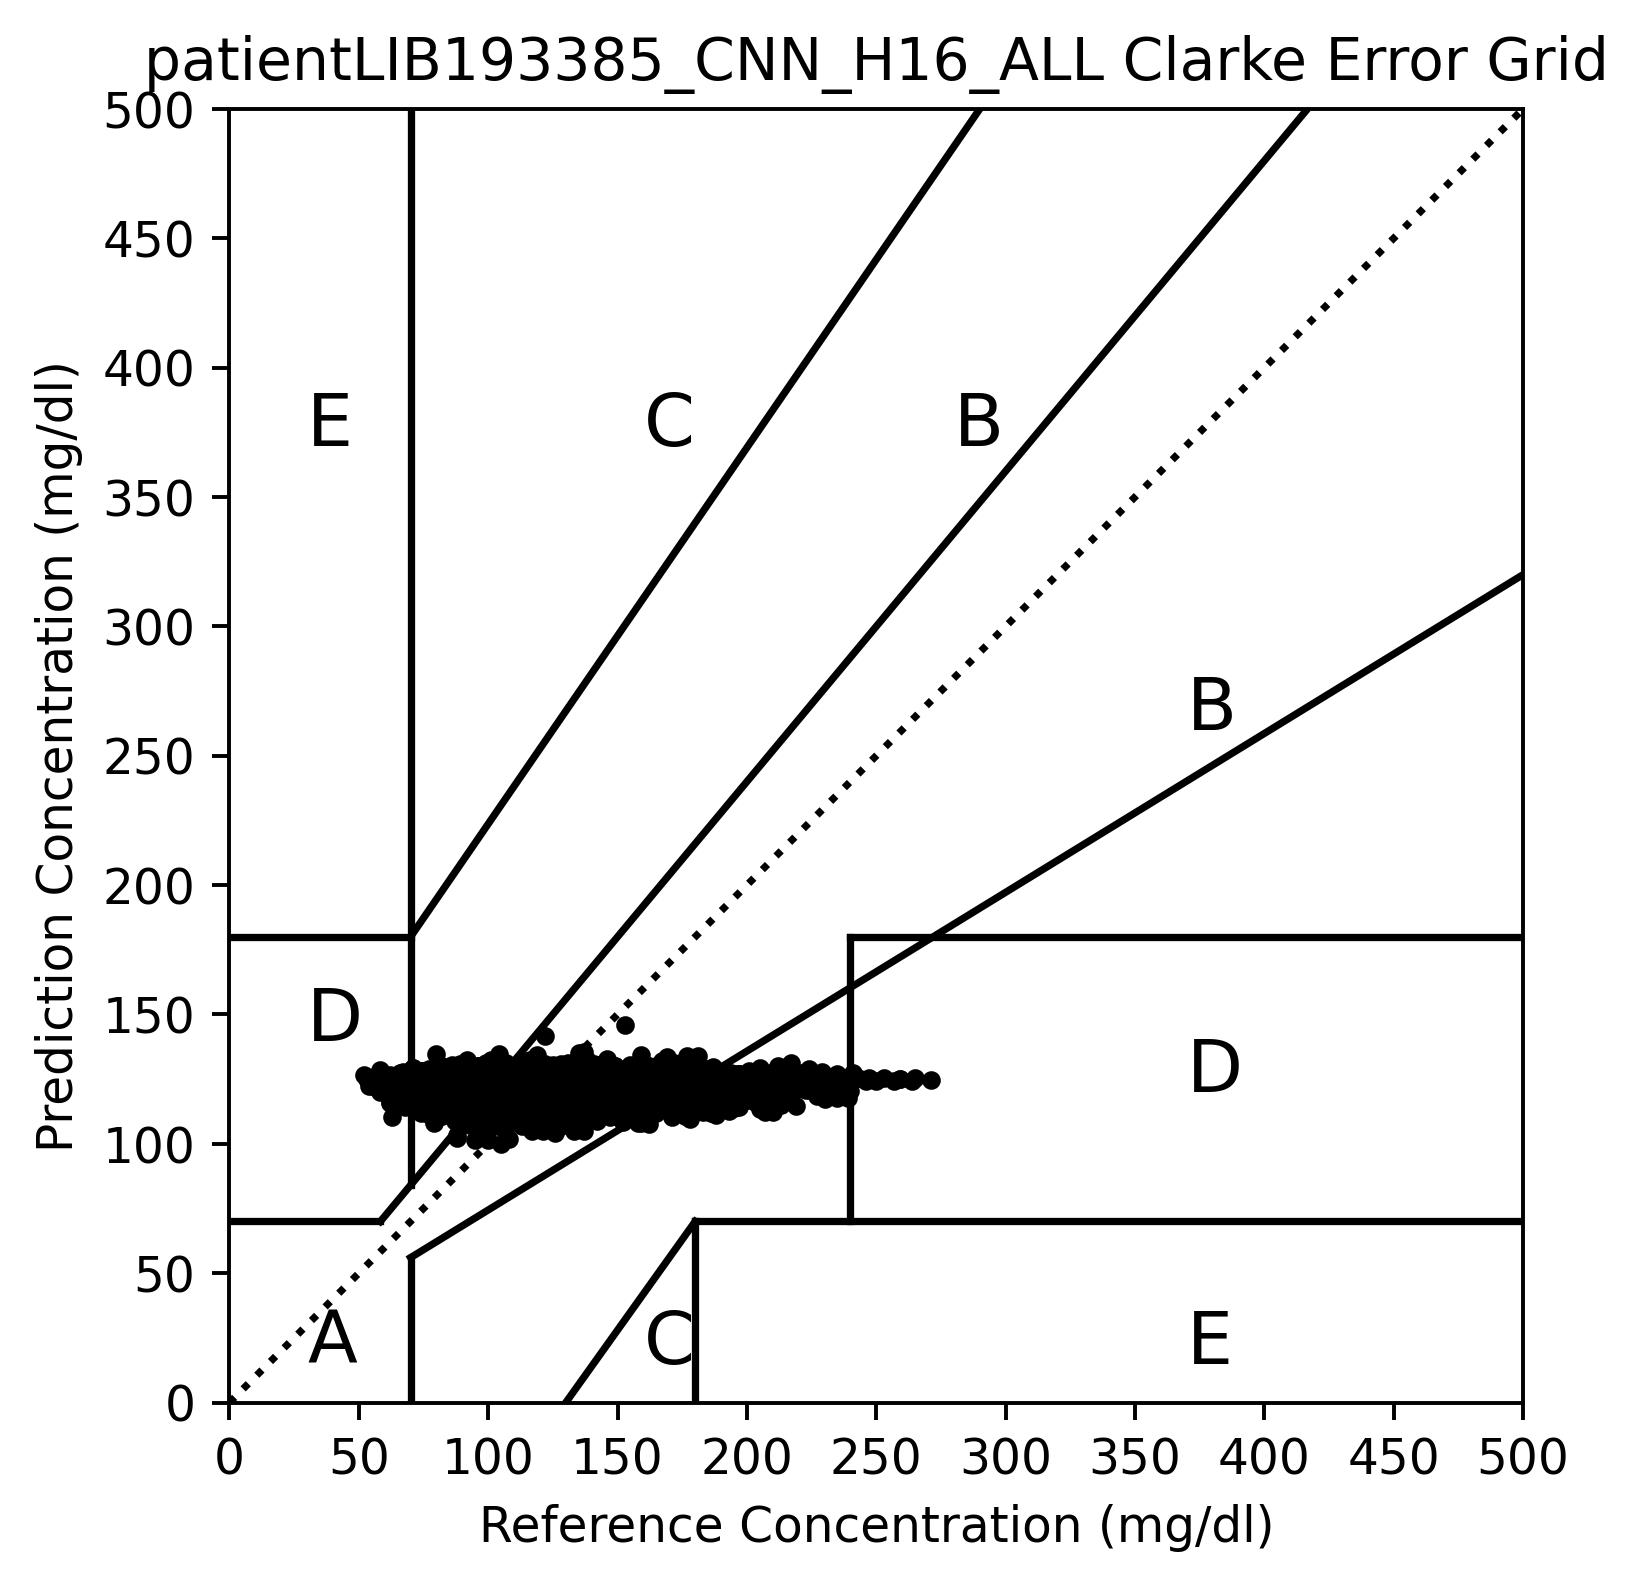 patientLIB193385_CNN_H16_ALL Clarke Error Grid
Prediction Concentration (mg/dl)
500
450
400
350
300
250
200
150
100
50
0
E
C
B
B
D
D
A
C
E
0 50 100 150 200 250 300 350 400 450 500
Reference Concentration (mg/dl)